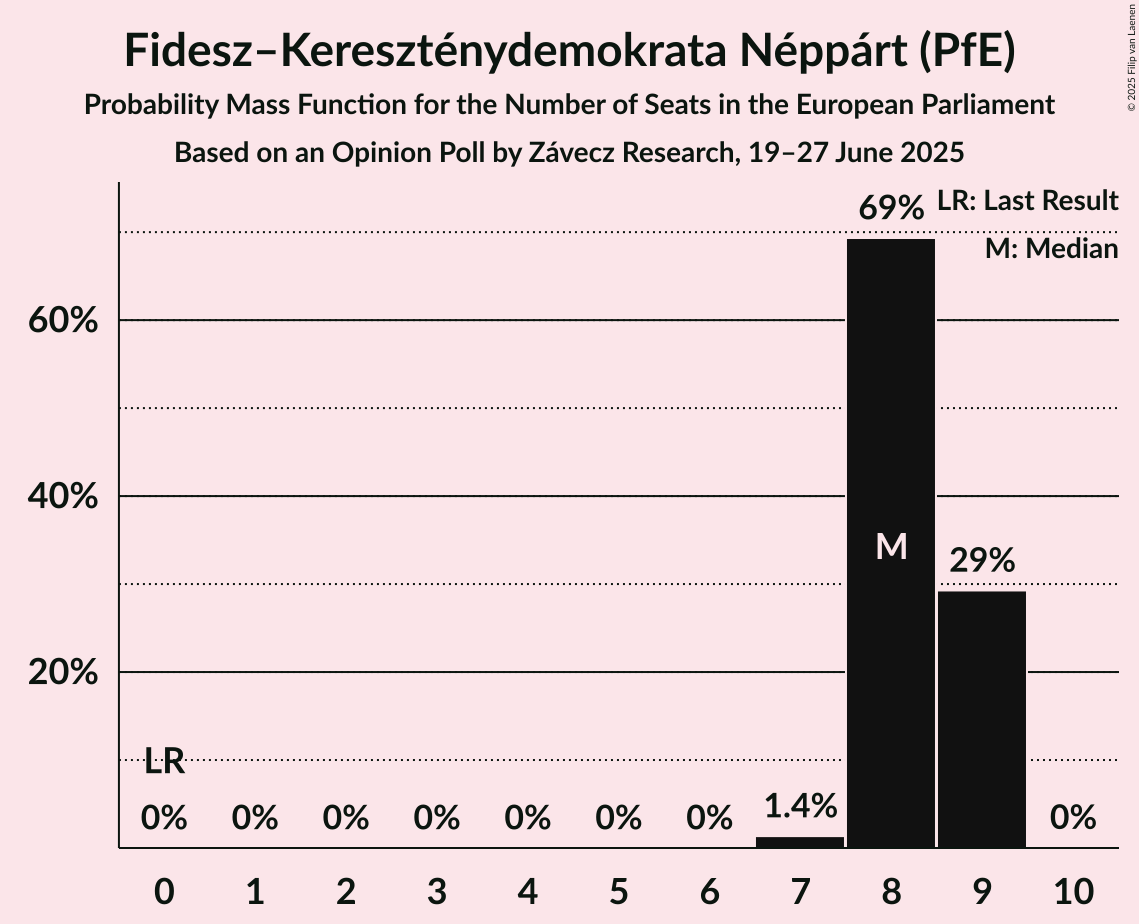 Fidesz–Kereszténydemokrata Néppárt (PfE)
Probability Mass Function for the Number of Seats in the European Parliament
Based on an Opinion Poll by Závecz Research, 19–27 June 2025
© 2025 Filip van Laenen
LR: Last Result
M: Median
69%
60%
40%
M
29%
20%
LR
0% 0% 0% 0% 0% 0% 0% 1.4% 0%
0 1 2 3 4 5 6 7 8 9 10